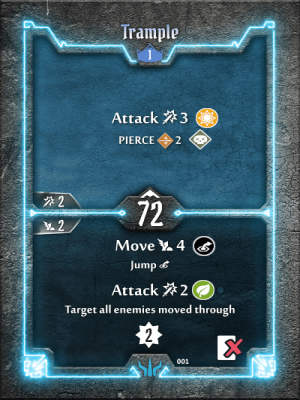 Trample
1
Attack 3
PIERCE 2
2
72
2
Move 4
Jump
Attack 2
Target all enemies moved through
2
001